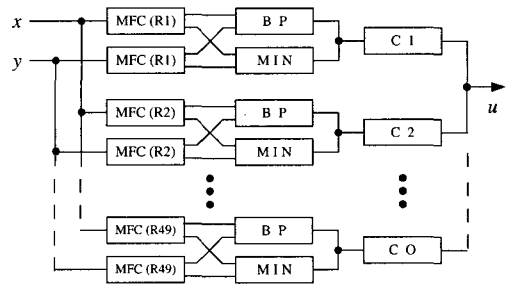 x
MFC (R1)
B P
C 1
y
MFC (R1)
M I N
u
MFC (R2)
B P
C 2
MFC (R2)
M I N
MFC (R49)
B P
C O
MFC (R49)
M I N